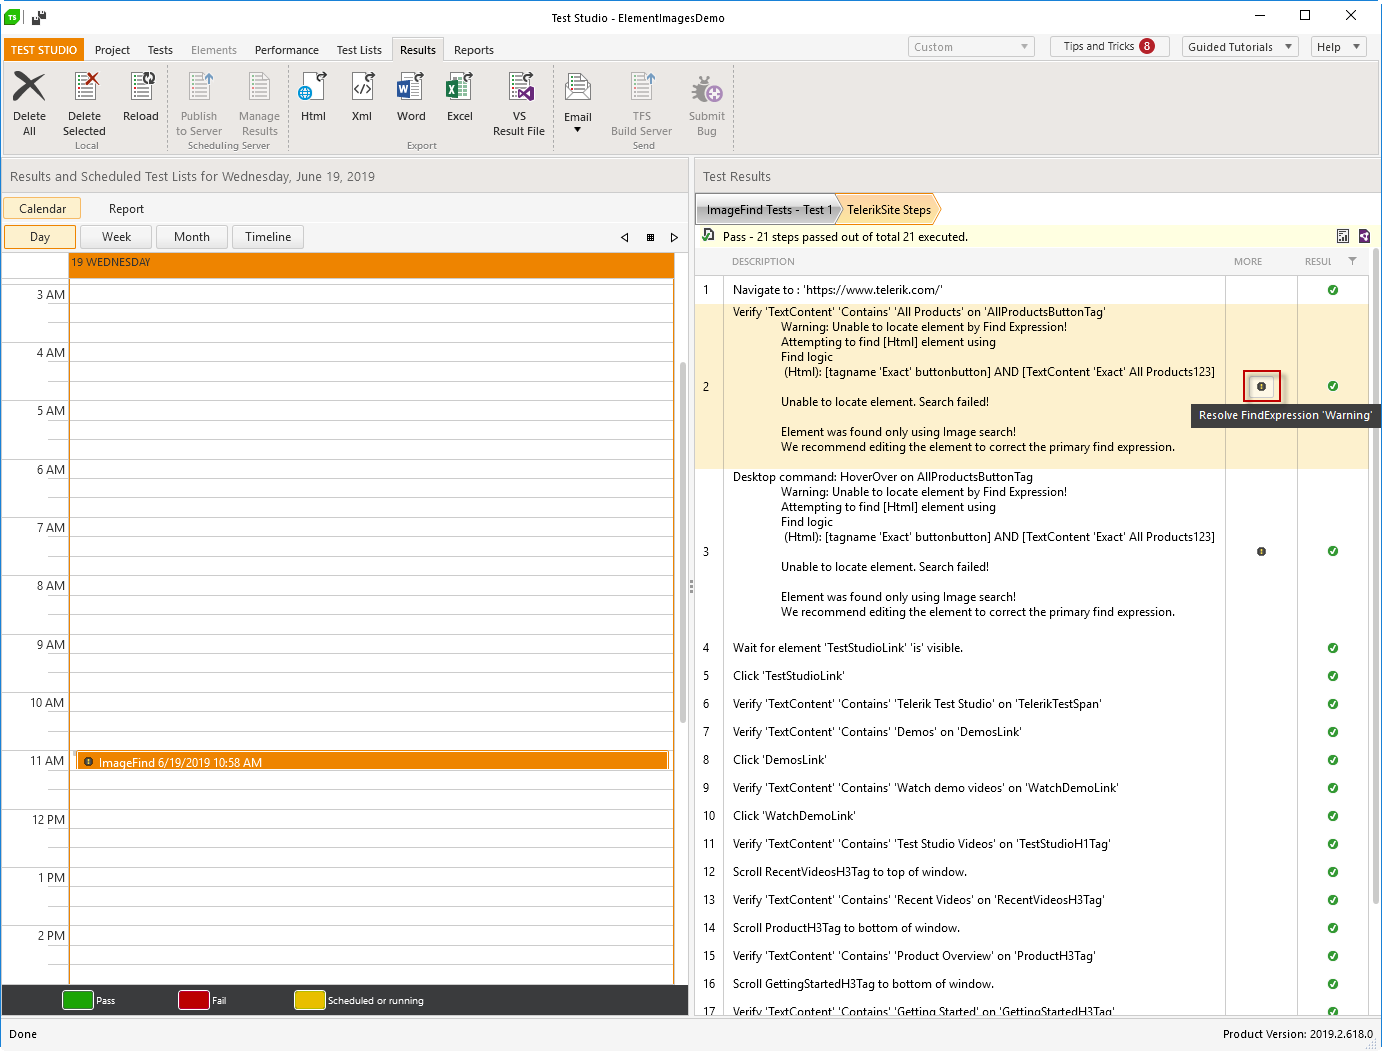 TS
Test Studio - ElementImagesDemo
TEST STUDIO
Project
Tests
Elements
Performance
Test Lists
Results
Reports
Custom
Tips and Tricks 8
Guided Tutorials
Help
Delete All
Delete Selected
Reload
Publish to Server
Manage Results
Html
Xml
Word
Excel
VS Result File
Email
TFS Build Server
Submit Bug
Local
Scheduling Server
Export
Send
Results and Scheduled Test Lists for Wednesday, June 19, 2019
Calendar
Report
Day
Week
Month
Timeline
19 WEDNESDAY
3 AM
4 AM
5 AM
6 AM
7 AM
8 AM
9 AM
10 AM
11 AM
ImageFind 6/19/2019 10:58 AM
12 PM
1 PM
2 PM
Pass
Fail
Scheduled or running
Test Results
ImageFind Tests - Test 1
TelerikSite Steps
Pass - 21 steps passed out of total 21 executed.
DESCRIPTION
MORE
RESUL
1 Navigate to : 'https://www.telerik.com/'
Verify 'TextContent' 'Contains' 'All Products' on 'AllProductsButtonTag'
Warning: Unable to locate element by Find Expression!
Attempting to find [Html] element using
Find logic
(Html): [tagname 'Exact' buttonbutton] AND [TextContent 'Exact' All Products123]
2
Unable to locate element. Search failed!
Resolve FindExpression 'Warning'
Element was found only using Image search!
We recommend editing the element to correct the primary find expression.
Desktop command: HoverOver on AllProductsButtonTag
Warning: Unable to locate element by Find Expression!
Attempting to find [Html] element using
Find logic
(Html): [tagname 'Exact' buttonbutton] AND [TextContent 'Exact' All Products123]
3
Unable to locate element. Search failed!
Element was found only using Image search!
We recommend editing the element to correct the primary find expression.
4 Wait for element 'TestStudioLink' 'is' visible.
5 Click 'TestStudioLink'
6 Verify 'TextContent' 'Contains' 'Telerik Test Studio' on 'TelerikTestSpan'
7 Verify 'TextContent' 'Contains' 'Demos' on 'DemosLink'
8 Click 'DemosLink'
9 Verify 'TextContent' 'Contains' 'Watch demo videos' on 'WatchDemoLink'
10 Click 'WatchDemoLink'
11 Verify 'TextContent' 'Contains' 'Test Studio Videos' on 'TestStudioH1Tag'
12 Scroll RecentVideosH3Tag to top of window.
13 Verify 'TextContent' 'Contains' 'Recent Videos' on 'RecentVideosH3Tag'
14 Scroll ProductH3Tag to bottom of window.
15 Verify 'TextContent' 'Contains' 'Product Overview' on 'ProductH3Tag'
16 Scroll GettingStartedH3Tag to bottom of window.
17 Verify 'TextContent' 'Contains' 'Getting Started' on 'GettingStartedH3Tag'
Done
Product Version: 2019.2.618.0